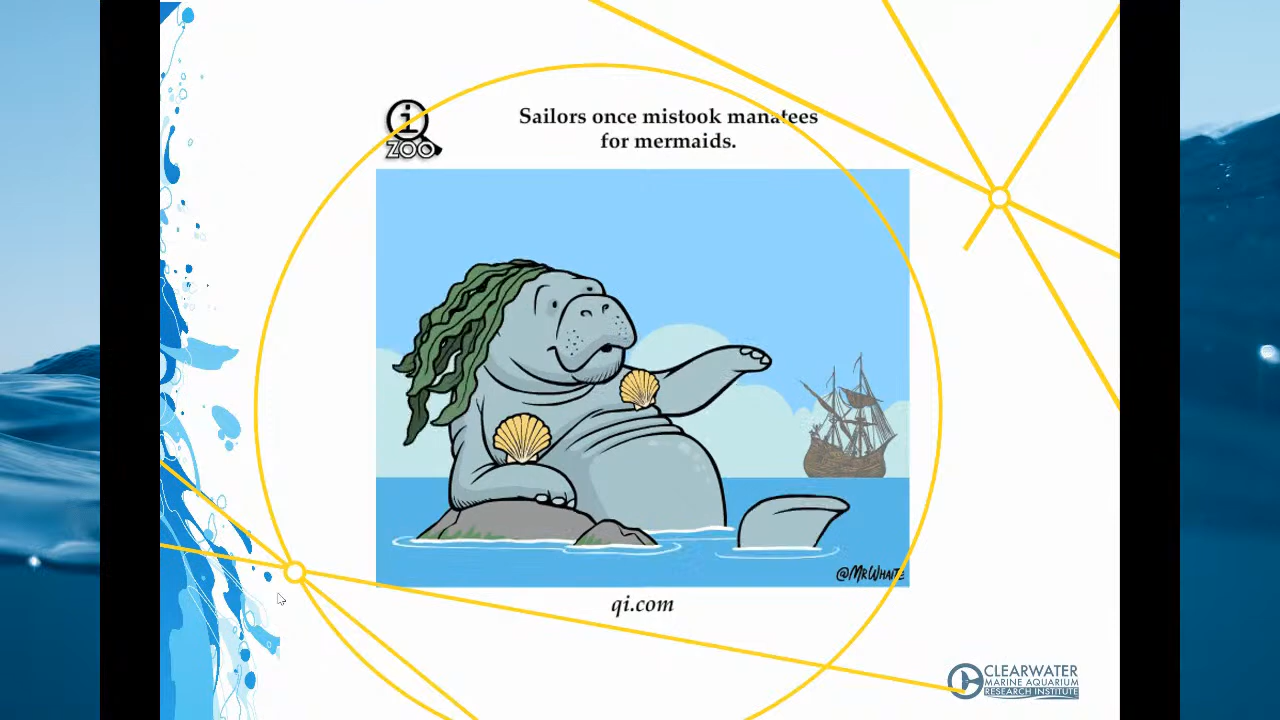 i
ZOO
Sailors once mistook manatees
for mermaids.
@MrWhaite
qi.com
CLEARWATER
MARINE AQUARIUM
RESEARCH INSTITUTE